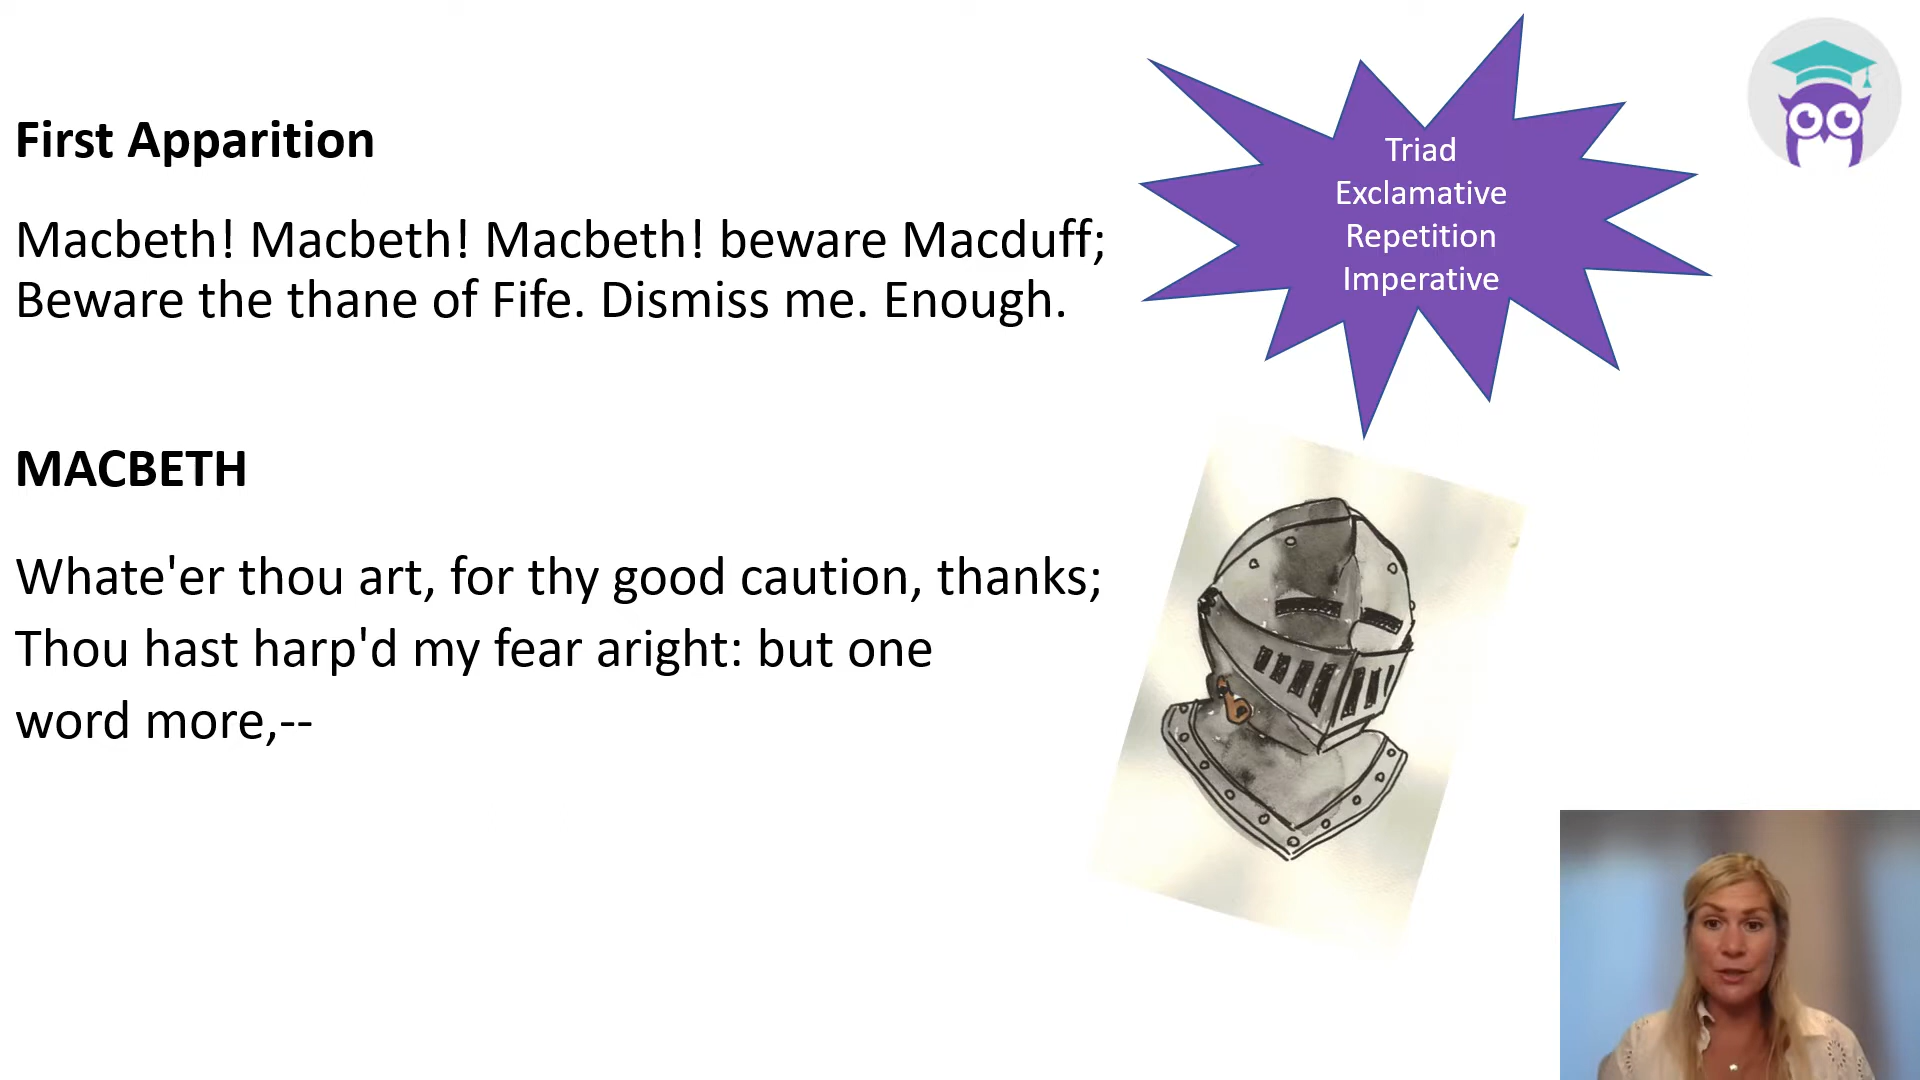 First Apparition
Macbeth! Macbeth! Macbeth! beware Macduff;
Beware the thane of Fife. Dismiss me. Enough.
MACBETH
Whate'er thou art, for thy good caution, thanks;
Thou hast harp'd my fear aright: but one
word more,--
Triad
Exclamative
Repetition
Imperative